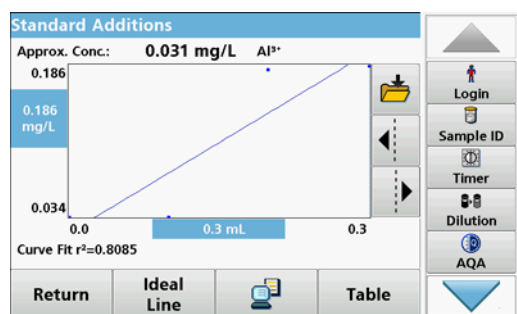 Standard Additions
Approx. Conc.: 0.031 mg/L Al³⁺
0.186
0.186
mg/L
0.034
0.0 0.3 mL 0.3
Curve Fit r²=0.8085
Return
Ideal
Line
Table
Login
Sample ID
Timer
Dilution
AQA